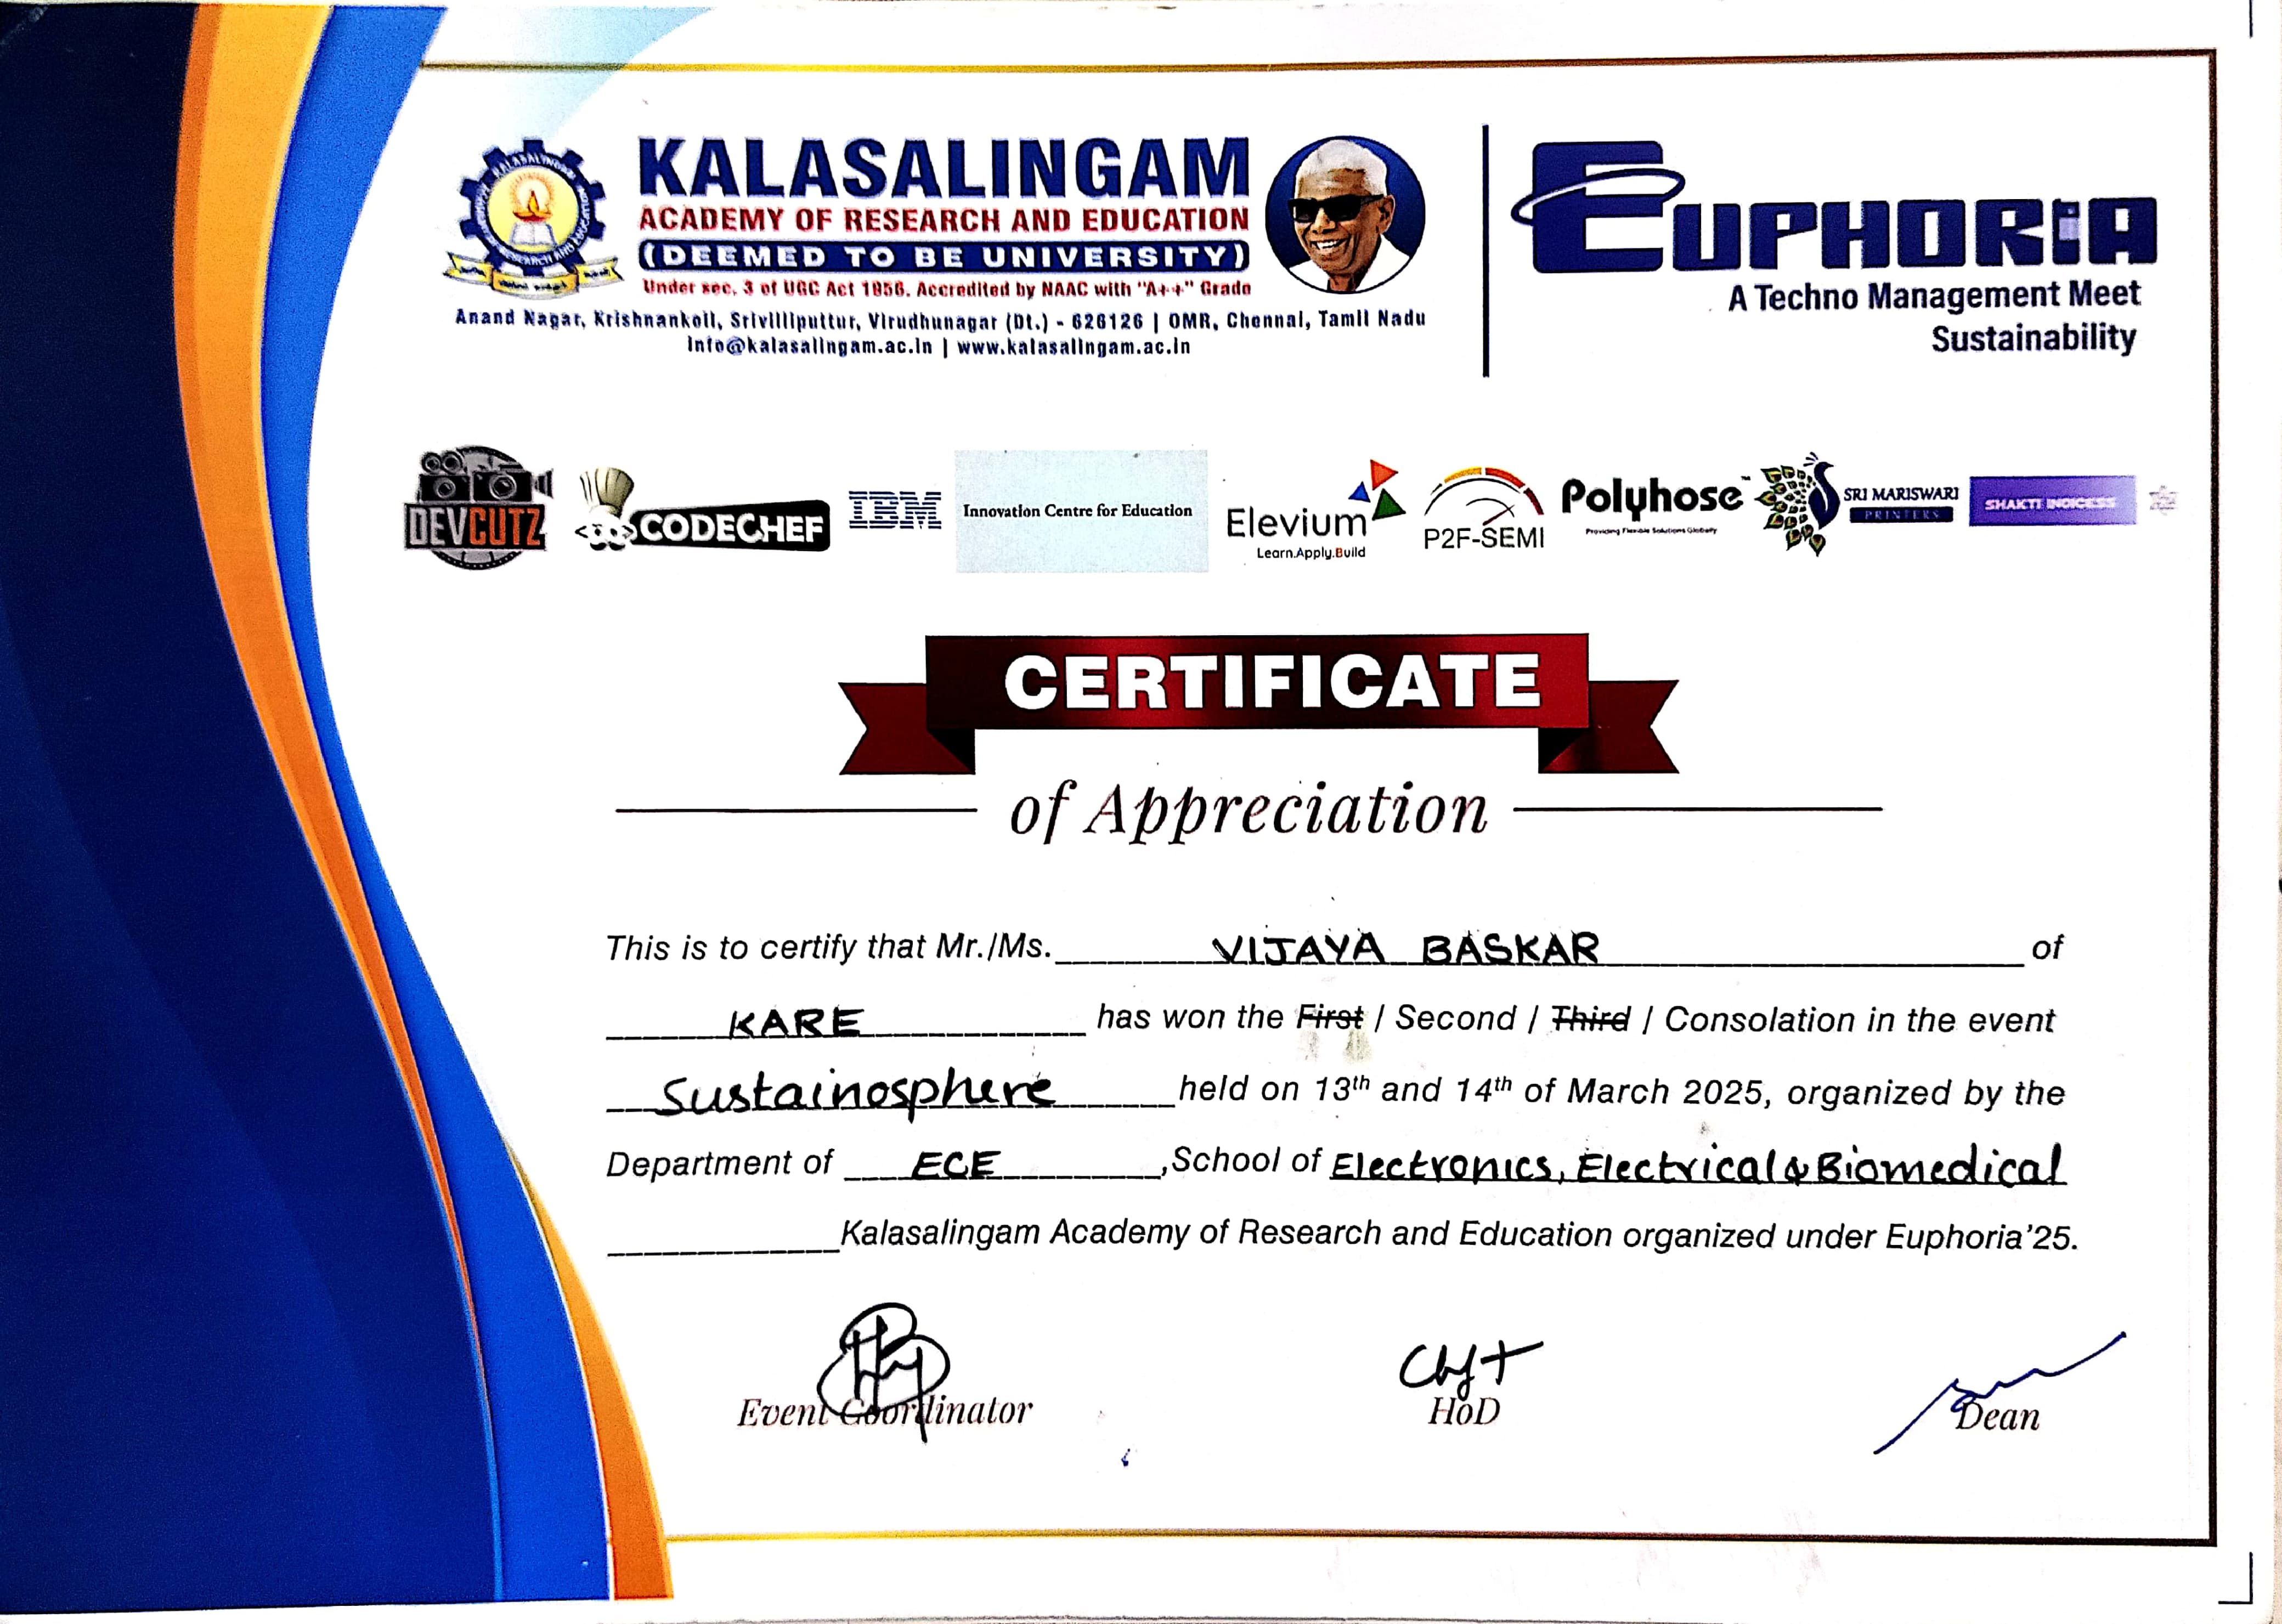 KALASALINGAM
ACADEMY OF RESEARCH AND EDUCATION
(DEEMED TO BE UNIVERSITY)
Under sec. 3 of UGC Act 1956. Accredited by NAAC with "A++" Grade
Anand Nagar, Krishnankoil, Srivilliputtur, Virudhunagar (Dt.) - 626126 | OMR, Chennai, Tamil Nadu
info@kalasalingam.ac.in | www.kalasalingam.ac.in
EUPHORIA
A Techno Management Meet
Sustainability
DEVCUTZ
CODECHEF
IBM
Innovation Centre for Education
Elevium
Learn.Apply.Build
P2F-SEMI
Polyhose™
Providing Flexible Solutions Globally
SRI MARISWARI
PRINTERS
SHAKTI
CERTIFICATE
of Appreciation
This is to certify that Mr./Ms. VIJAYA BASKAR of
KARE has won the First / Second / Third / Consolation in the event
Sustainosphere held on 13th and 14th of March 2025, organized by the
Department of ECE ,School of Electronics, Electrical & Biomedical
Kalasalingam Academy of Research and Education organized under Euphoria'25.
Event Coordinator
HoD
Dean